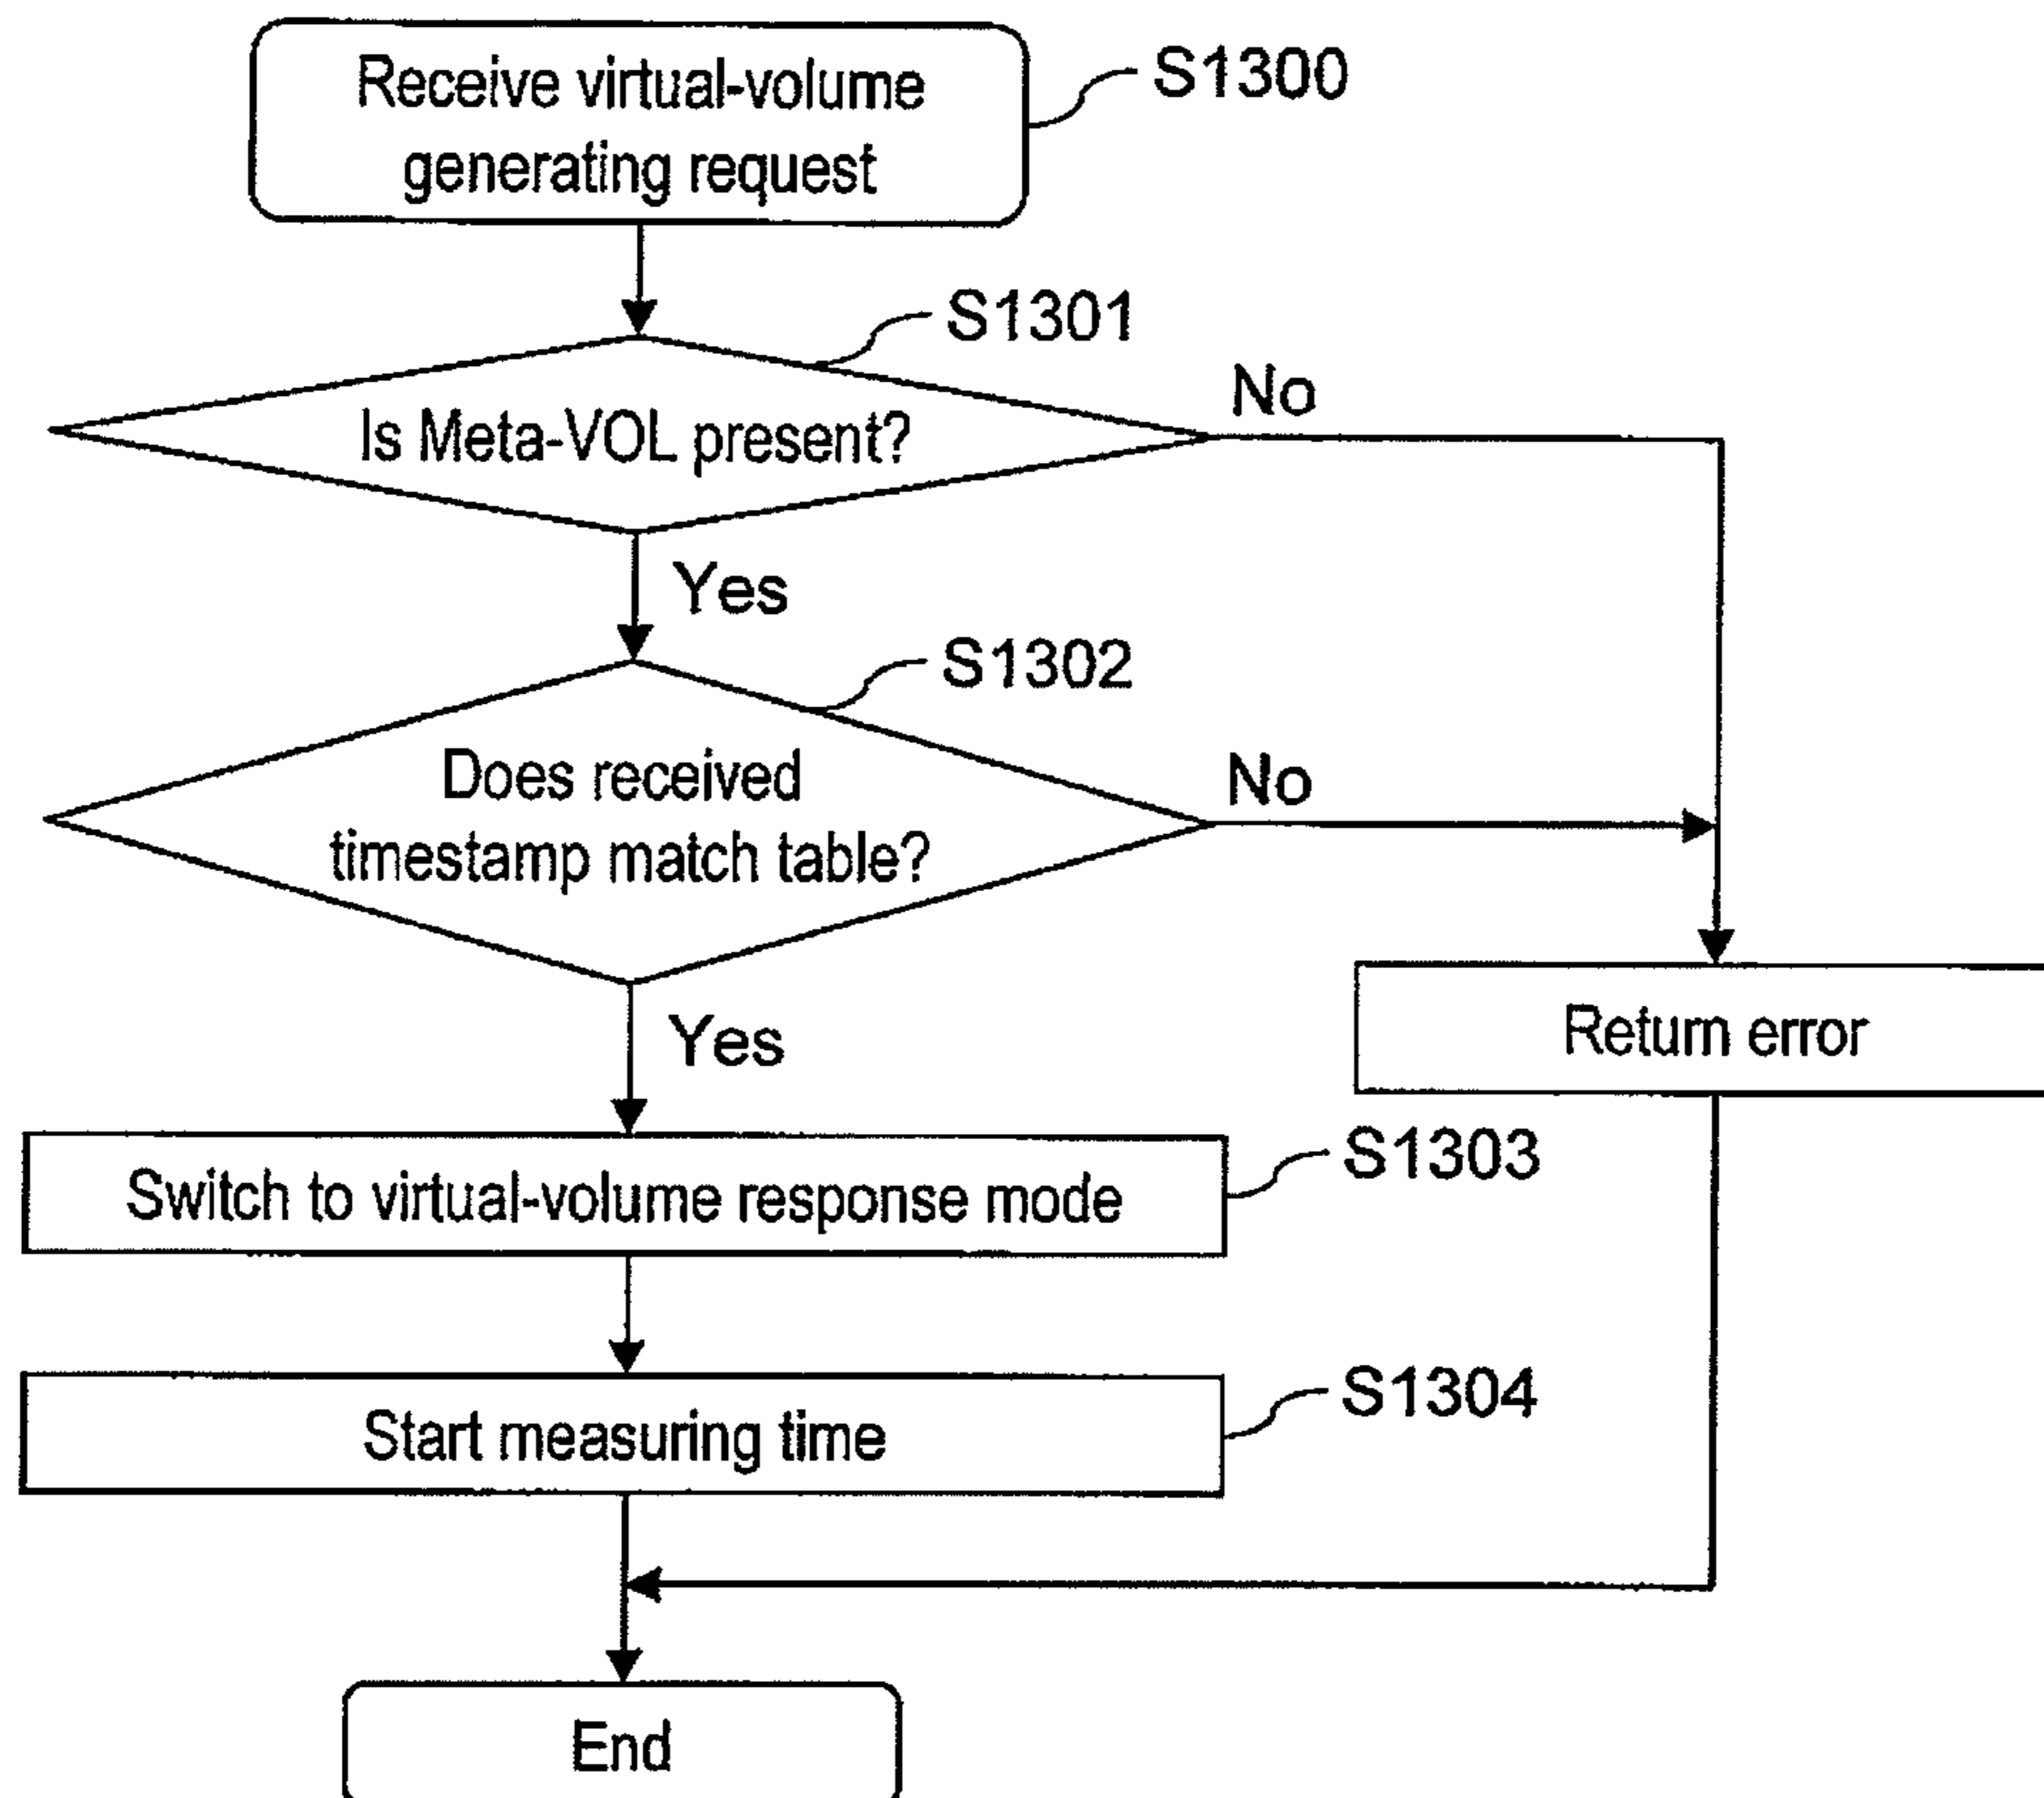 Receive virtual-volume
generating request
S1300
S1301
Is Meta-VOL present?
No
Yes
S1302
Does received
timestamp match table?
No
Yes
Return error
Switch to virtual-volume response mode
S1303
Start measuring time
S1304
End